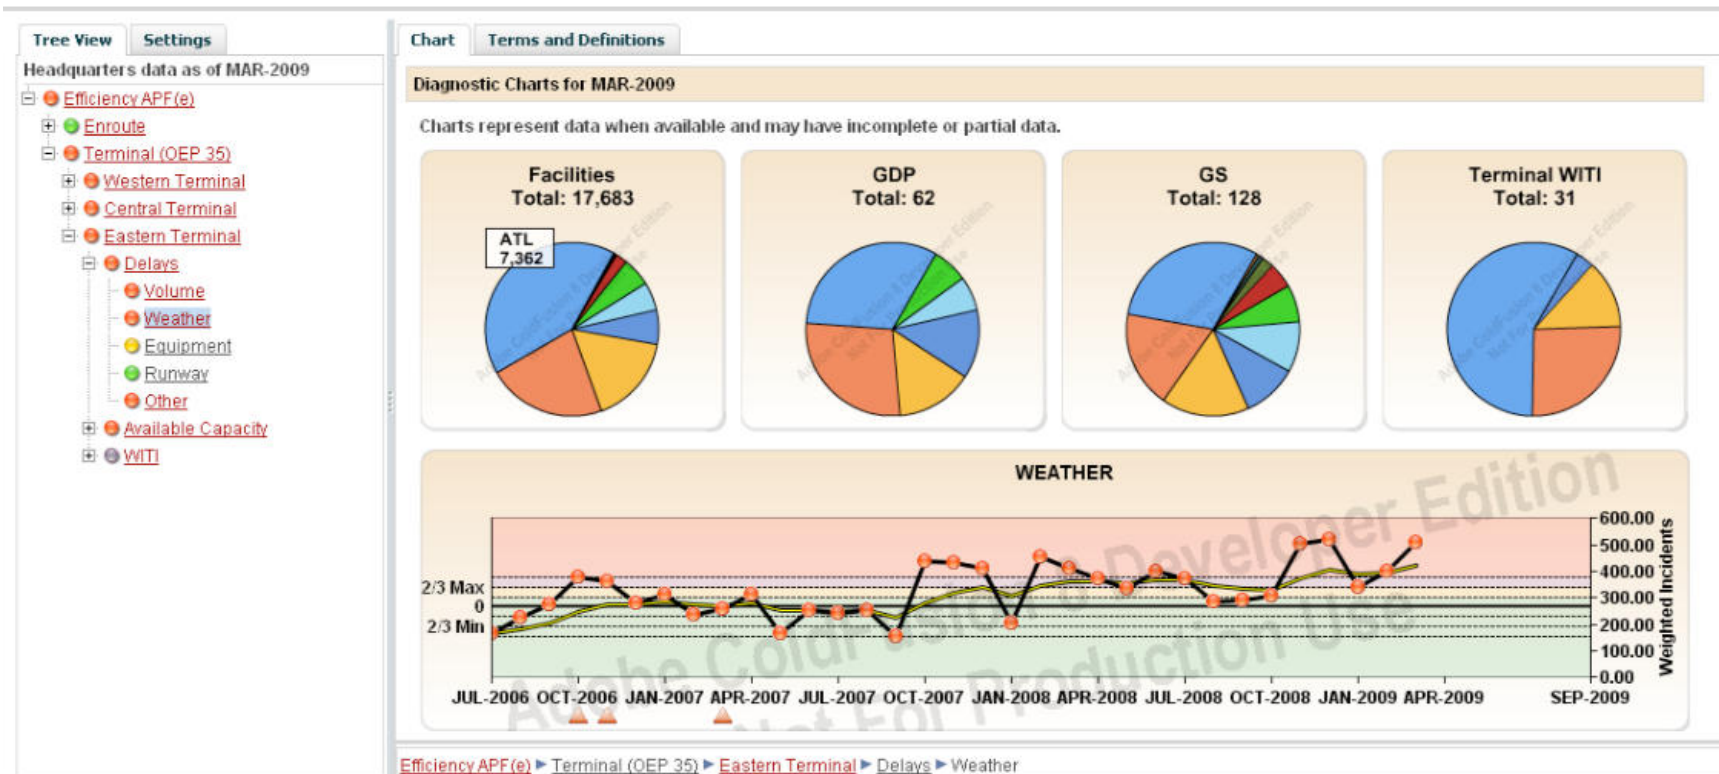 Tree View Settings
Headquarters data as of MAR-2009
Efficiency APF(e)
Enroute
Terminal (OEP 35)
Western Terminal
Central Terminal
Eastern Terminal
Delays
Volume
Weather
Equipment
Runway
Other
Available Capacity
WITI
Chart Terms and Definitions
Diagnostic Charts for MAR-2009
Charts represent data when available and may have incomplete or partial data.
Facilities
Total: 17,683
ATL
7,362
GDP
Total: 62
GS
Total: 128
Terminal WITI
Total: 31
WEATHER
2/3 Max
0
2/3 Min
600.00
500.00
400.00
300.00
200.00
100.00
0.00
Weighted Incidents
JUL-2006 OCT-2006 JAN-2007 APR-2007 JUL-2007 OCT-2007 JAN-2008 APR-2008 JUL-2008 OCT-2008 JAN-2009 APR-2009 SEP-2009
Adobe ColdFusion 8 Developer Edition
Not For Production Use
Efficiency APF(e) ▶ Terminal (OEP 35) ▶ Eastern Terminal ▶ Delays ▶ Weather